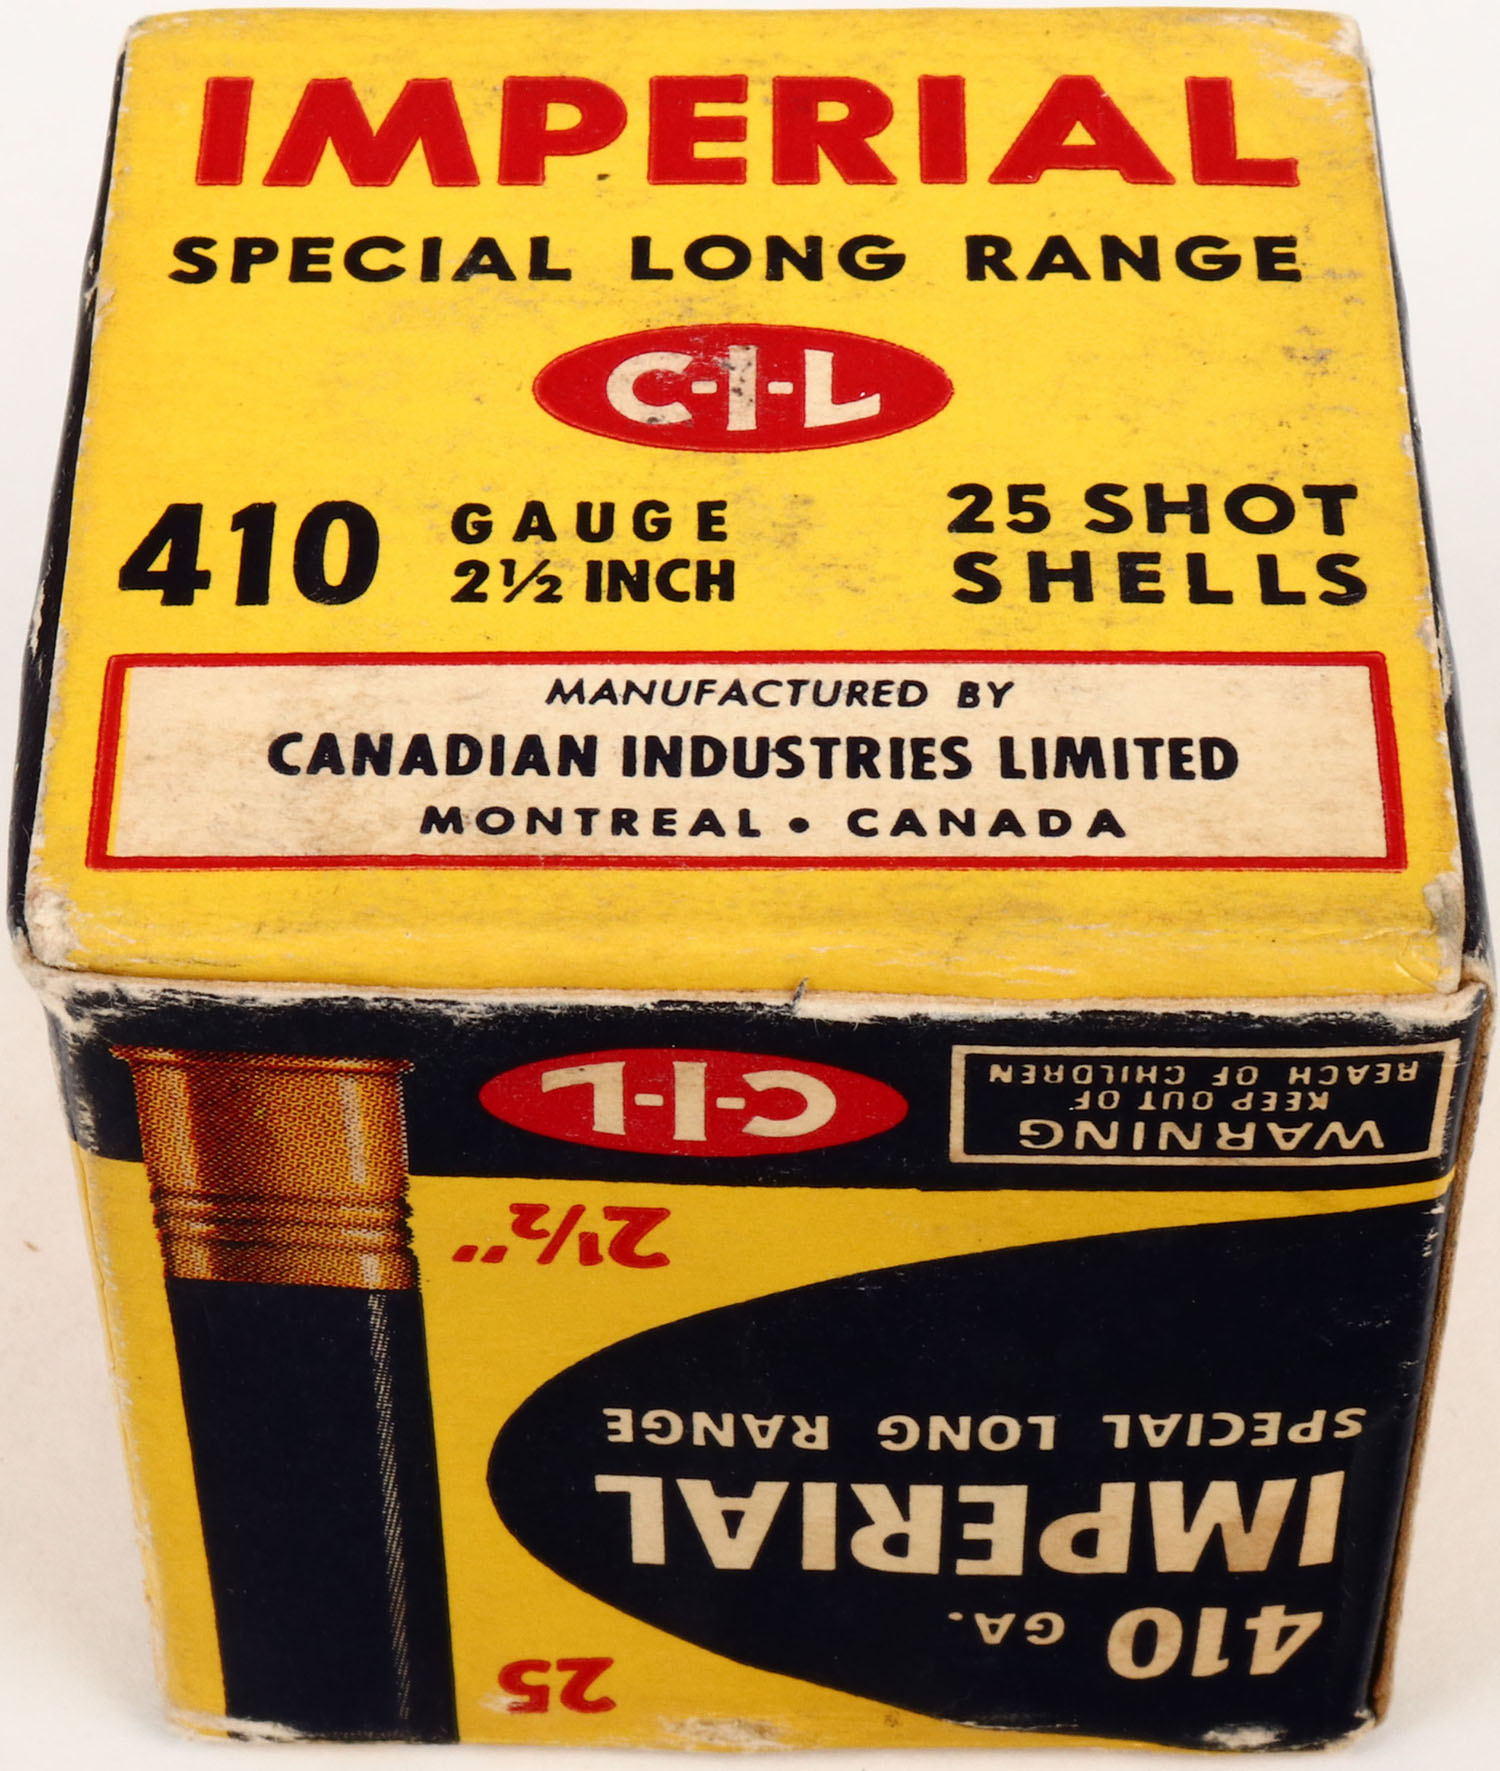 IMPERIAL
SPECIAL LONG RANGE
C-I-L
410 GAUGE
2½ INCH
25 SHOT
SHELLS
MANUFACTURED BY
CANADIAN INDUSTRIES LIMITED
MONTREAL • CANADA
410 GA.
IMPERIAL
SPECIAL LONG RANGE
25
2½"
WARNING
KEEP OUT OF
REACH OF CHILDREN
C-I-L